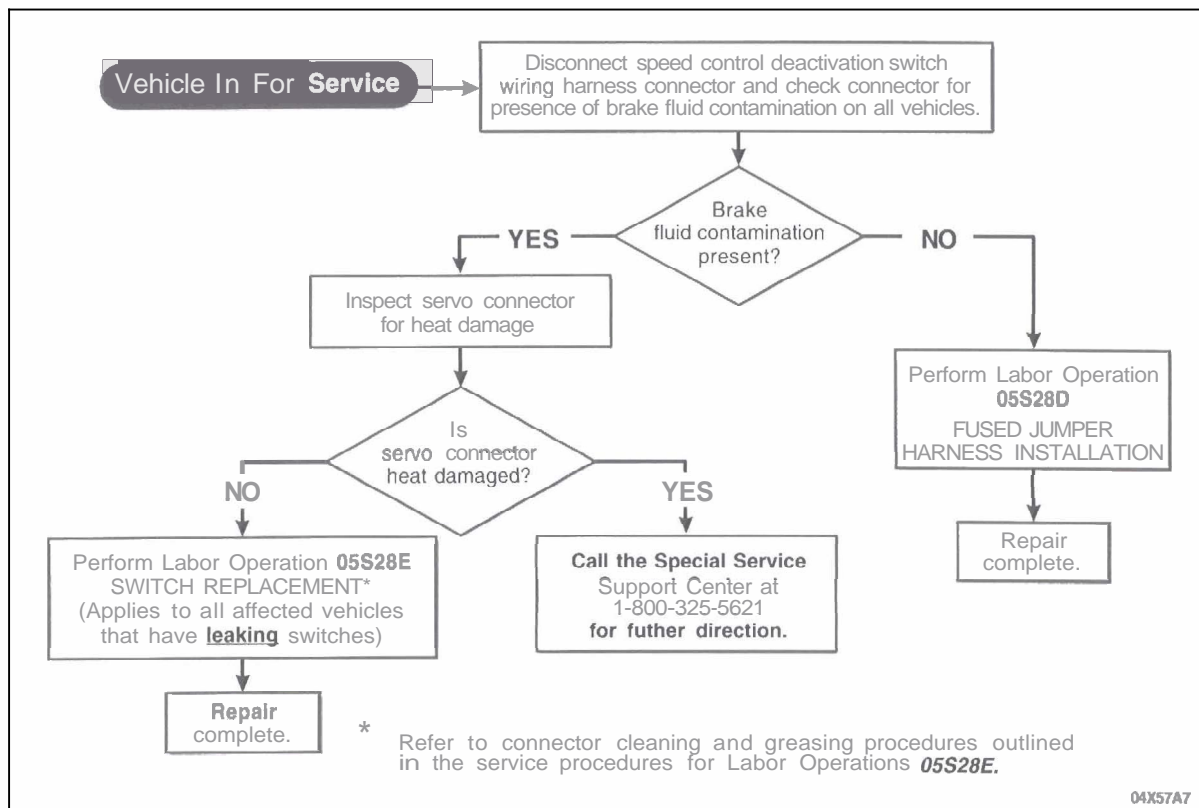 Vehicle In For Service
Disconnect speed control deactivation switch
wiring harness connector and check connector for
presence of brake fluid contamination on all vehicles.
Brake
fluid contamination
present?
YES
NO
Inspect servo connector
for heat damage
Perform Labor Operation
05S28D
FUSED JUMPER
HARNESS INSTALLATION
Is
servo connector
heat damaged?
NO
YES
Repair
complete.
Perform Labor Operation 05S28E
SWITCH REPLACEMENT*
(Applies to all affected vehicles
that have leaking switches)
Call the Special Service
Support Center at
1-800-325-5621
for futher direction.
Repair
complete.
* Refer to connector cleaning and greasing procedures outlined
in the service procedures for Labor Operations 05S28E.
04X57A7